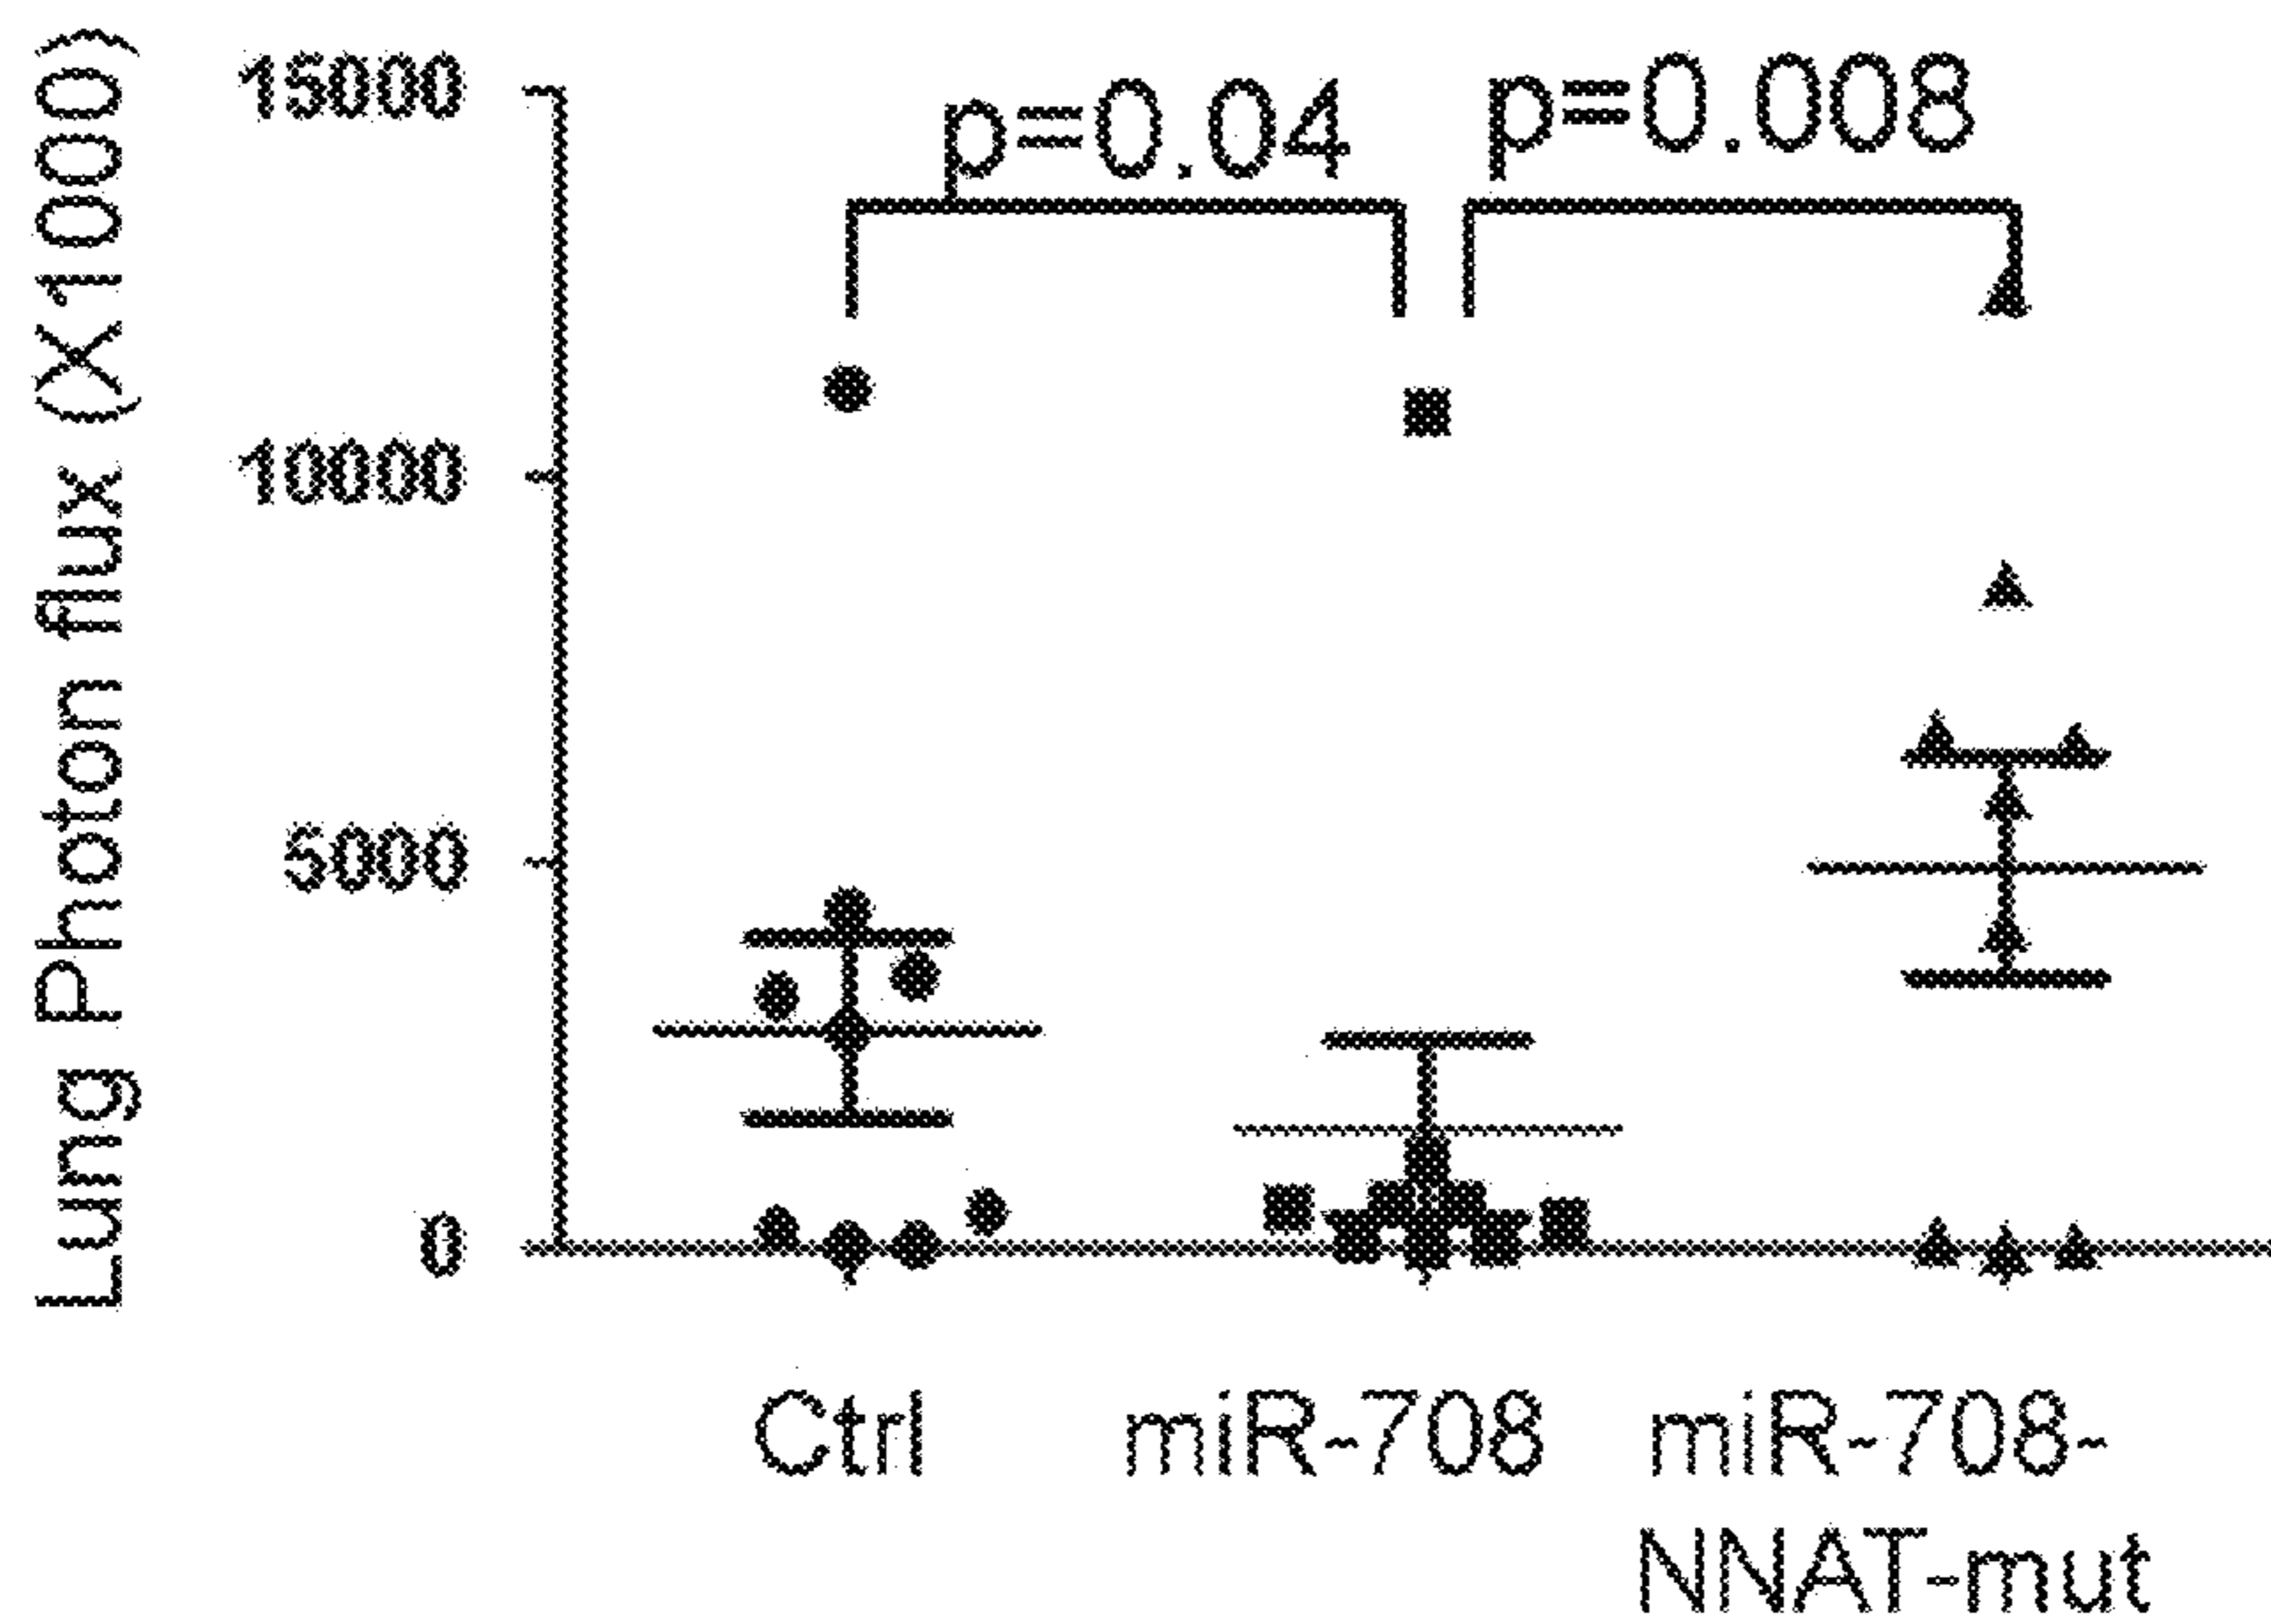 Lung Photon flux (X1000)
15000
10000
5000
0
p=0.04
p=0.008
Ctrl
miR-708
miR-708-
NNAT-mut